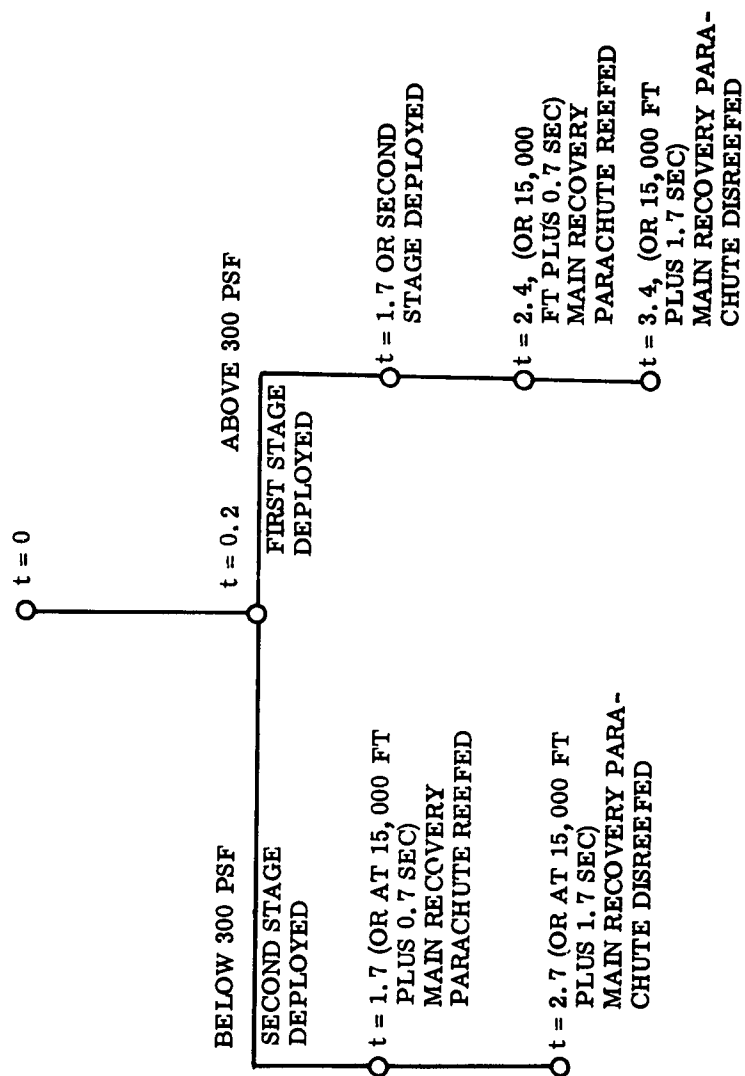 t = 0
t = 0.2
BELOW 300 PSF
SECOND STAGE
DEPLOYED
t = 1.7 (OR AT 15,000 FT
PLUS 0.7 SEC)
MAIN RECOVERY
PARACHUTE REEFED
t = 2.7 (OR AT 15,000 FT
PLUS 1.7 SEC)
MAIN RECOVERY PARA-
CHUTE DISREEFED
ABOVE 300 PSF
FIRST STAGE
DEPLOYED
t = 1.7 OR SECOND
STAGE DEPLOYED
t = 2.4, (OR 15,000
FT PLUS 0.7 SEC)
MAIN RECOVERY
PARACHUTE REEFED
t = 3.4, (OR 15,000 FT
PLUS 1.7 SEC)
MAIN RECOVERY PARA-
CHUTE DISREEFED